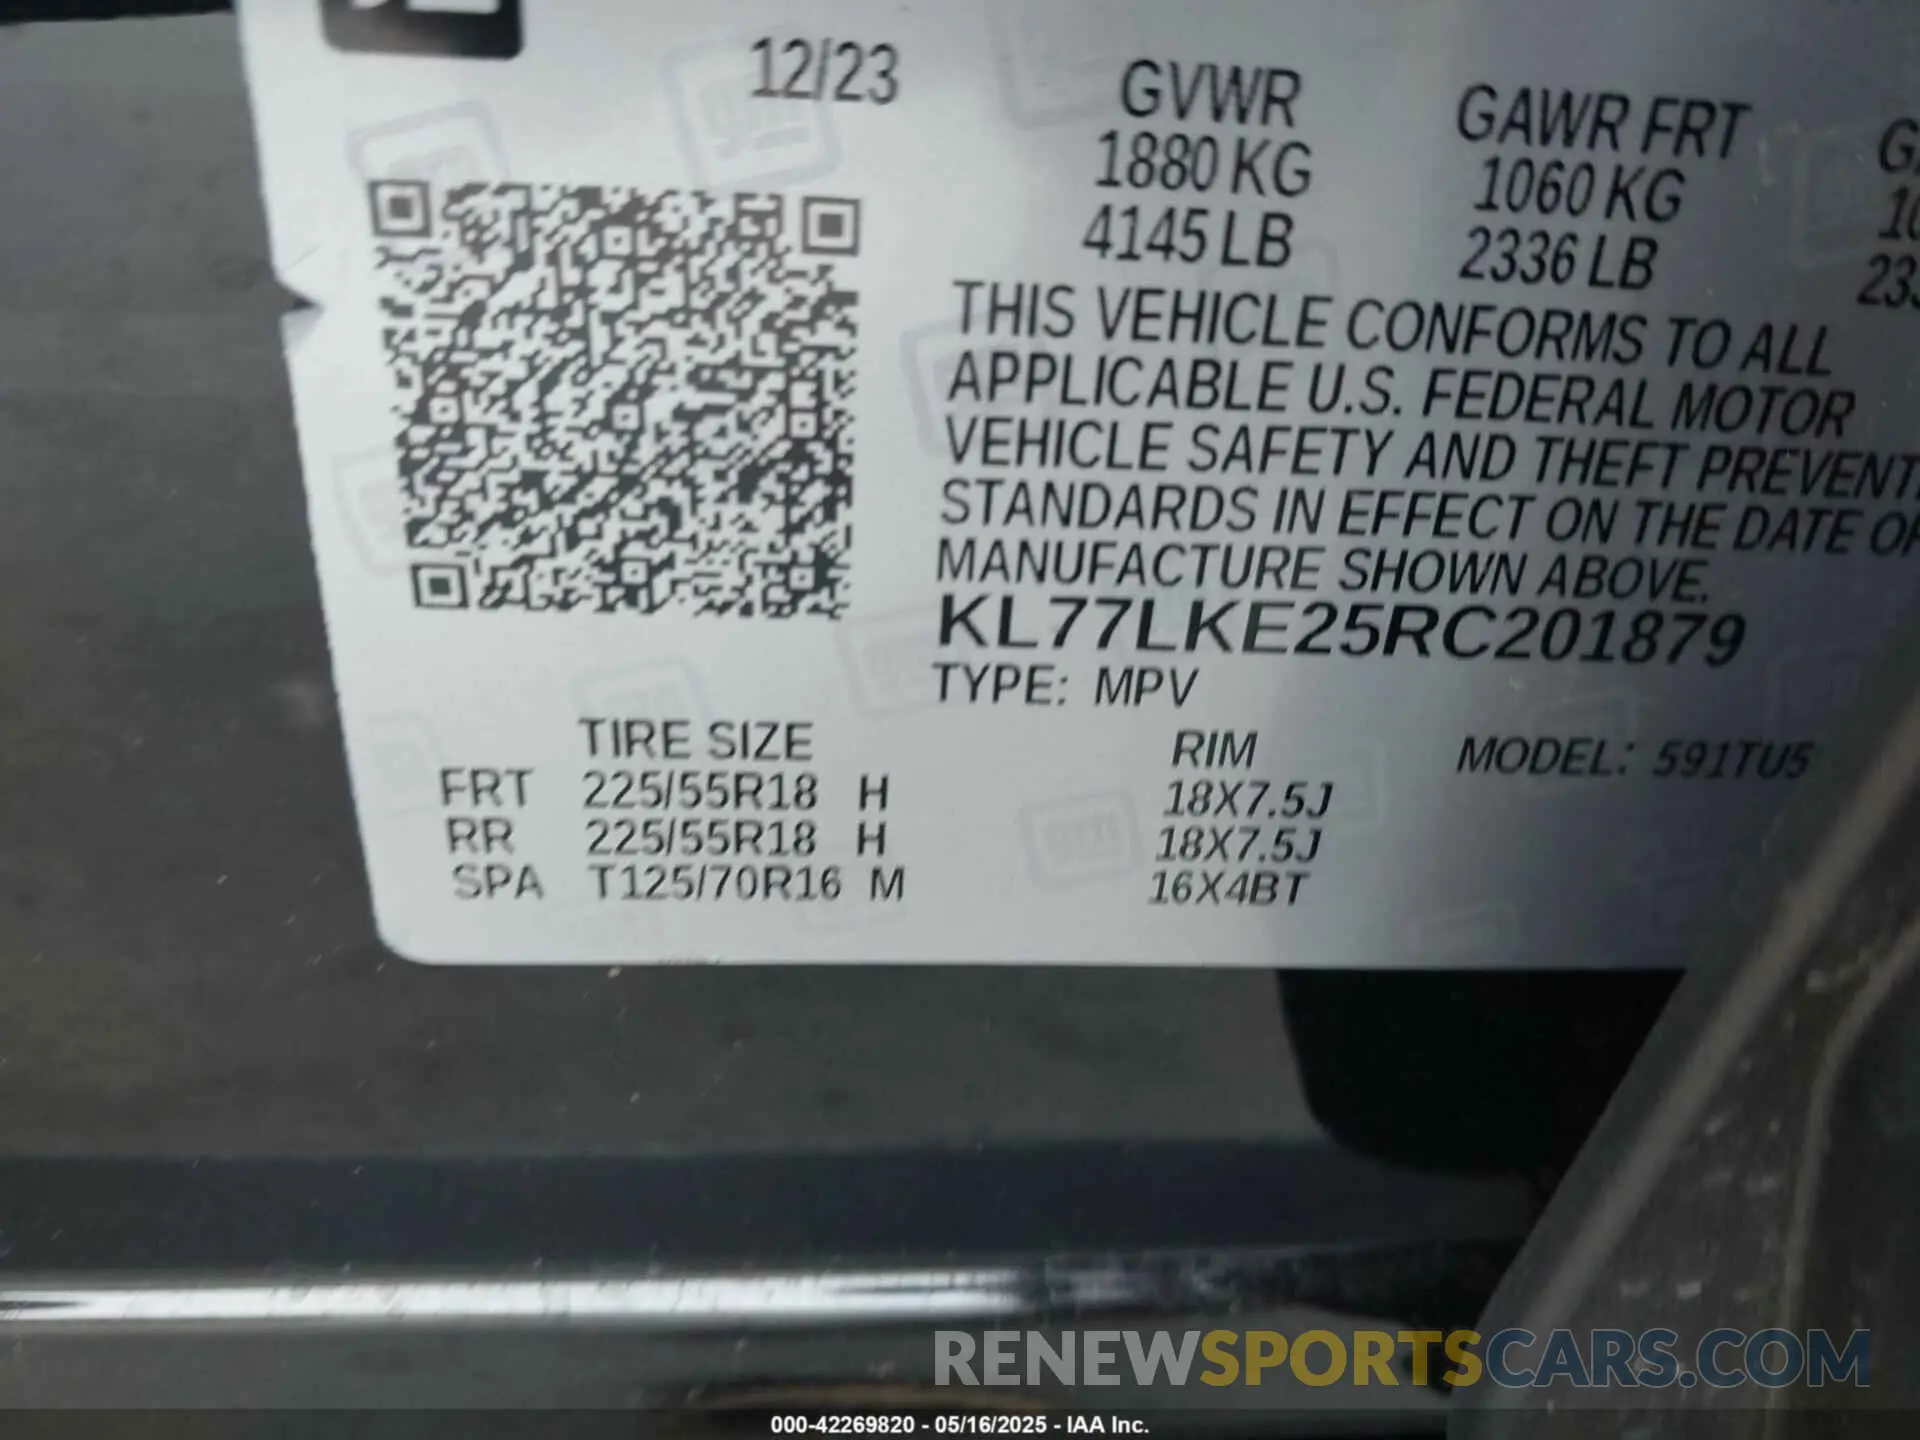 12/23
GVWR
1880 KG
4145 LB
GAWR FRT
1060 KG
2336 LB
THIS VEHICLE CONFORMS TO ALL
APPLICABLE U.S. FEDERAL MOTOR
VEHICLE SAFETY AND THEFT PREVENT
STANDARDS IN EFFECT ON THE DATE OF
MANUFACTURE SHOWN ABOVE.
KL77LKE25RC201879
TYPE: MPV
TIRE SIZE RIM MODEL: 591TU5
FRT 225/55R18 H 18X7.5J
RR 225/55R18 H 18X7.5J
SPA T125/70R16 M 16X4BT
RENEWSPORTSCARS.COM
000-42269820 - 05/16/2025 - IAA Inc.